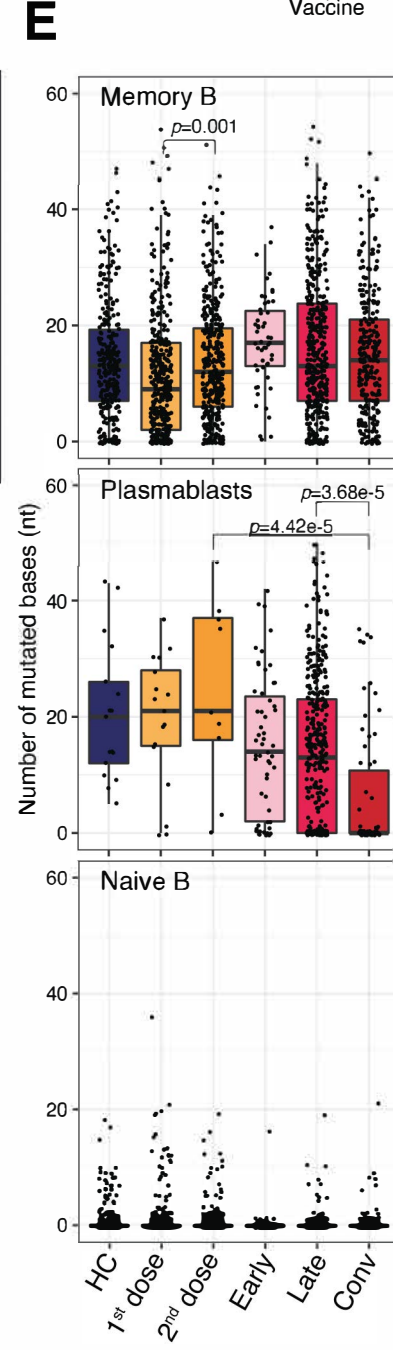 Vaccine
E
Number of mutated bases (nt)
Memory B
p=0.001
60
40
20
0
Plasmablasts
p=3.68e-5
p=4.42e-5
60
40
20
0
Naive B
60
40
20
0
HC
1st dose
2nd dose
Early
Late
Conv